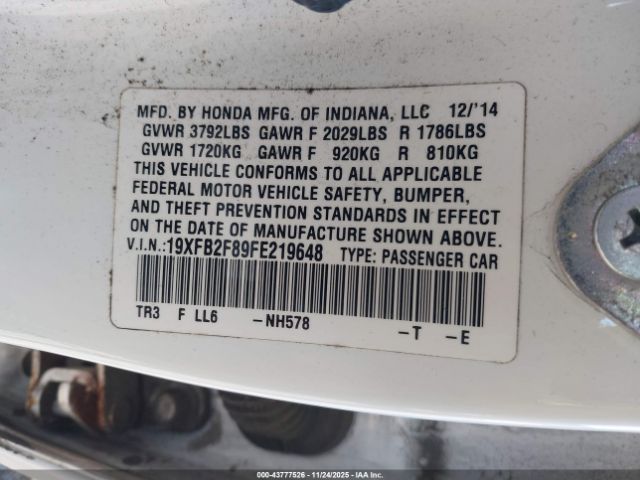 MFD. BY HONDA MFG. OF INDIANA, LLC 12/'14
GVWR 3792LBS GAWR F 2029LBS R 1786LBS
GVWR 1720KG GAWR F 920KG R 810KG
THIS VEHICLE CONFORMS TO ALL APPLICABLE
FEDERAL MOTOR VEHICLE SAFETY, BUMPER,
AND THEFT PREVENTION STANDARDS IN EFFECT
ON THE DATE OF MANUFACTURE SHOWN ABOVE.
V.I.N.:19XFB2F89FE219648 TYPE: PASSENGER CAR
TR3 F LL6 -NH578 -T -E
000-43777526 - 11/24/2025 - IAAI.COM